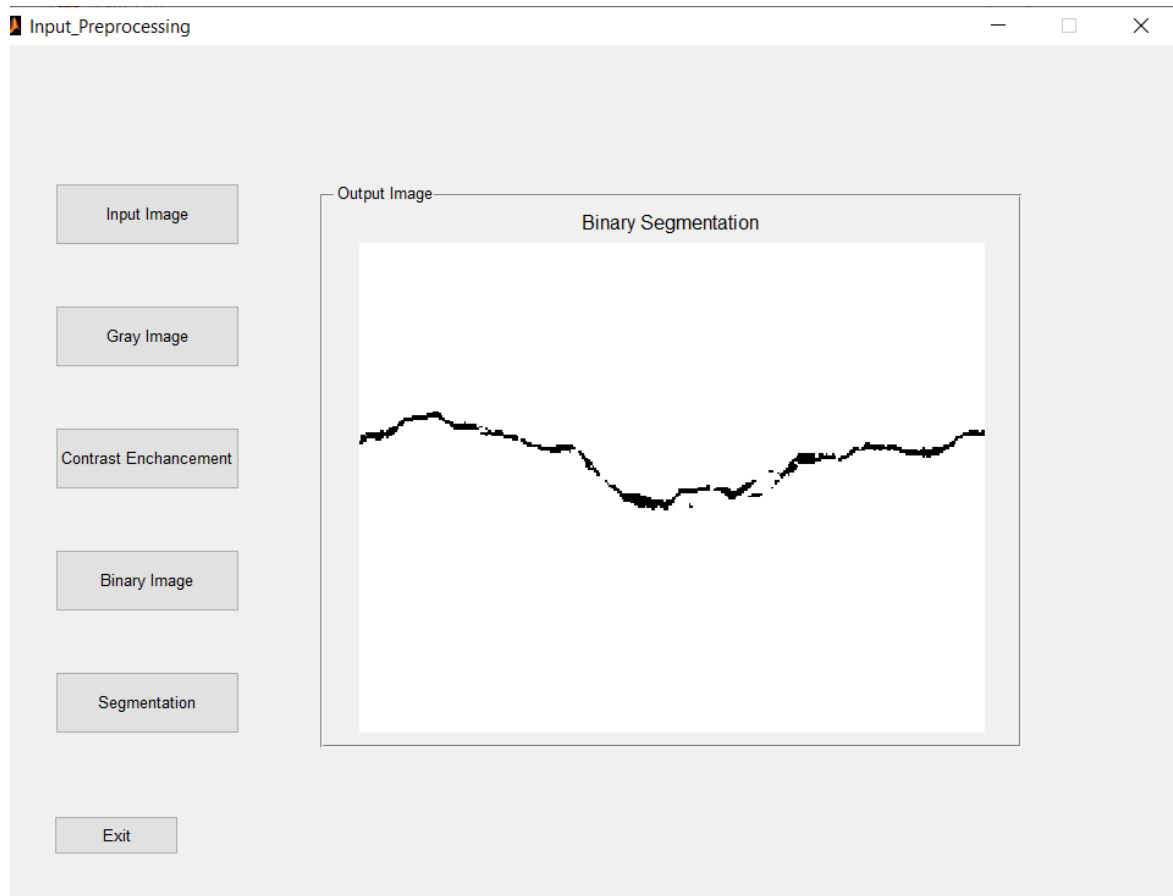 Input_Preprocessing
Input Image
Output Image
Binary Segmentation
Gray Image
Contrast Enchancement
Binary Image
Segmentation
Exit